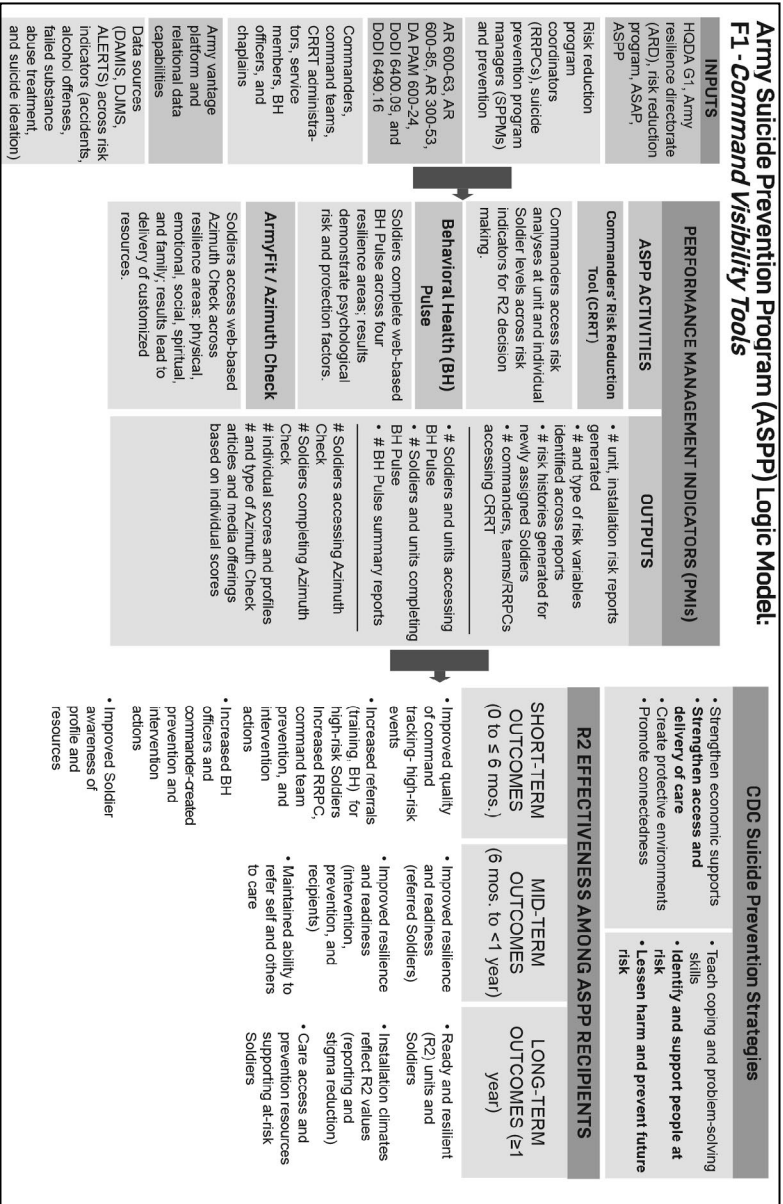 Army Suicide Prevention Program (ASPP) Logic Model:
F1 - Command Visibility Tools
INPUTS
HQDA G1, Army
resilience directorate
(ARD), risk reduction
program, ASAP,
ASPP
Risk reduction
program
coordinators
(RRPCs), suicide
prevention program
managers (SPPMs)
and prevention
AR 600-63, AR
600-85, AR 300-53,
DA PAM 600-24,
DoDI 6400.09, and
DoDI 6490.16
Commanders,
command teams,
CRRT administra-
tors, service
members, BH
officers, and
chaplains
Army vantage
platform and
relational data
capabilities
Data sources
(DAMIS, DJMS,
ALERTS) across risk
indicators (accidents,
alcohol offenses,
failed substance
abuse treatment,
and suicide ideation)
PERFORMANCE MANAGEMENT INDICATORS (PMIs)
ASPP ACTIVITIES
Commanders' Risk Reduction
Tool (CRRT)
Commanders access risk
analyses at unit and individual
Soldier levels across risk
indicators for R2 decision
making.
Behavioral Health (BH)
Pulse
Soldiers complete web-based
BH Pulse across four
resilience areas; results
demonstrate psychological
risk and protection factors.
ArmyFit / Azimuth Check
Soldiers access web-based
Azimuth Check across
resilience areas: physical,
emotional, social, spiritual,
and family; results lead to
delivery of customized
resources.
OUTPUTS
• # unit, installation risk reports
generated
• # and type of risk variables
identified across reports
• # risk histories generated for
newly assigned Soldiers
• # commanders, teams/RRPCs
accessing CRRT
• # Soldiers and units accessing
BH Pulse
• # Soldiers and units completing
BH Pulse
• # BH Pulse summary reports
# Soldiers accessing Azimuth
Check
# Soldiers completing Azimuth
Check
# individual scores and profiles
# and type of Azimuth Check
articles and media offerings
based on individual scores
CDC Suicide Prevention Strategies
• Strengthen economic supports
• Strengthen access and
delivery of care
• Create protective environments
• Promote connectedness
• Teach coping and problem-solving
skills
• Identify and support people at
risk
• Lessen harm and prevent future
risk
R2 EFFECTIVENESS AMONG ASPP RECIPIENTS
SHORT-TERM
OUTCOMES
(0 to ≤ 6 mos.)
• Improved quality
of command
tracking- high-risk
events
• Increased referrals
(training, BH) for
high-risk Soldiers
Increased RRPC,
command team
prevention, and
intervention
actions
• Increased BH
officers and
commander-created
prevention and
intervention
actions
• Improved Soldier
awareness of
profile and
resources
MID-TERM
OUTCOMES
(6 mos. to <1 year)
• Improved resilience
and readiness
(referred Soldiers)
• Improved resilience
and readiness
(intervention,
prevention, and
recipients)
• Maintained ability to
refer self and others
to care
LONG-TERM
OUTCOMES (≥1
year)
• Ready and resilient
(R2) units and
Soldiers
• Installation climates
reflect R2 values
(reporting and
stigma reduction)
• Care access and
prevention resources
supporting at-risk
Soldiers